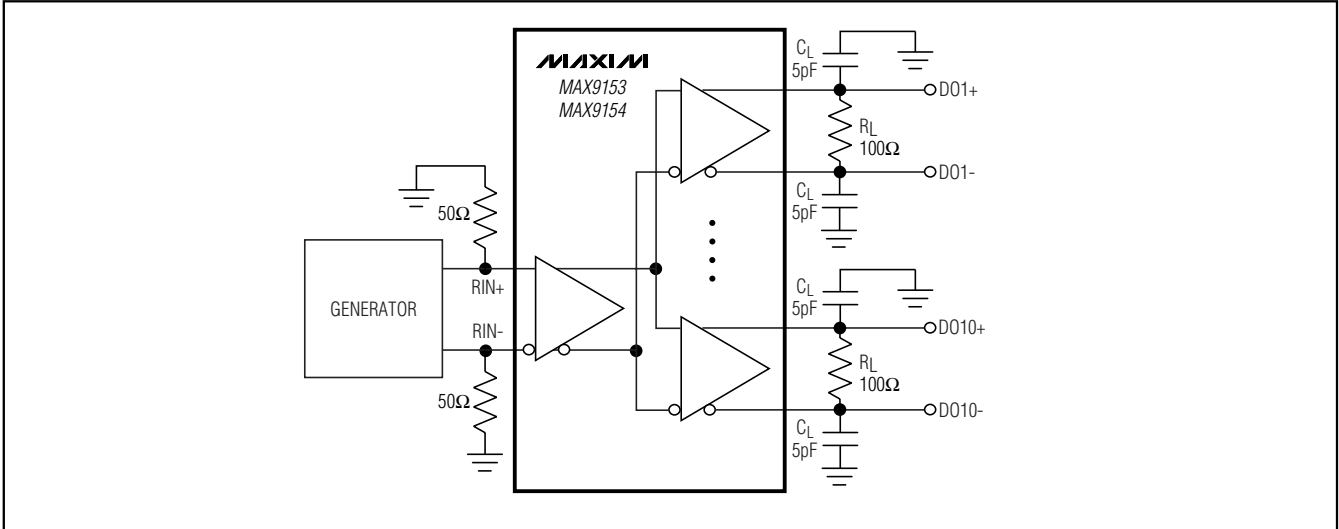 MAXIM
MAX9153
MAX9154
CL
5pF
DO1+
RL
100Ω
DO1-
CL
5pF
50Ω
RIN+
GENERATOR
RIN-
50Ω
CL
5pF
DO10+
RL
100Ω
DO10-
CL
5pF